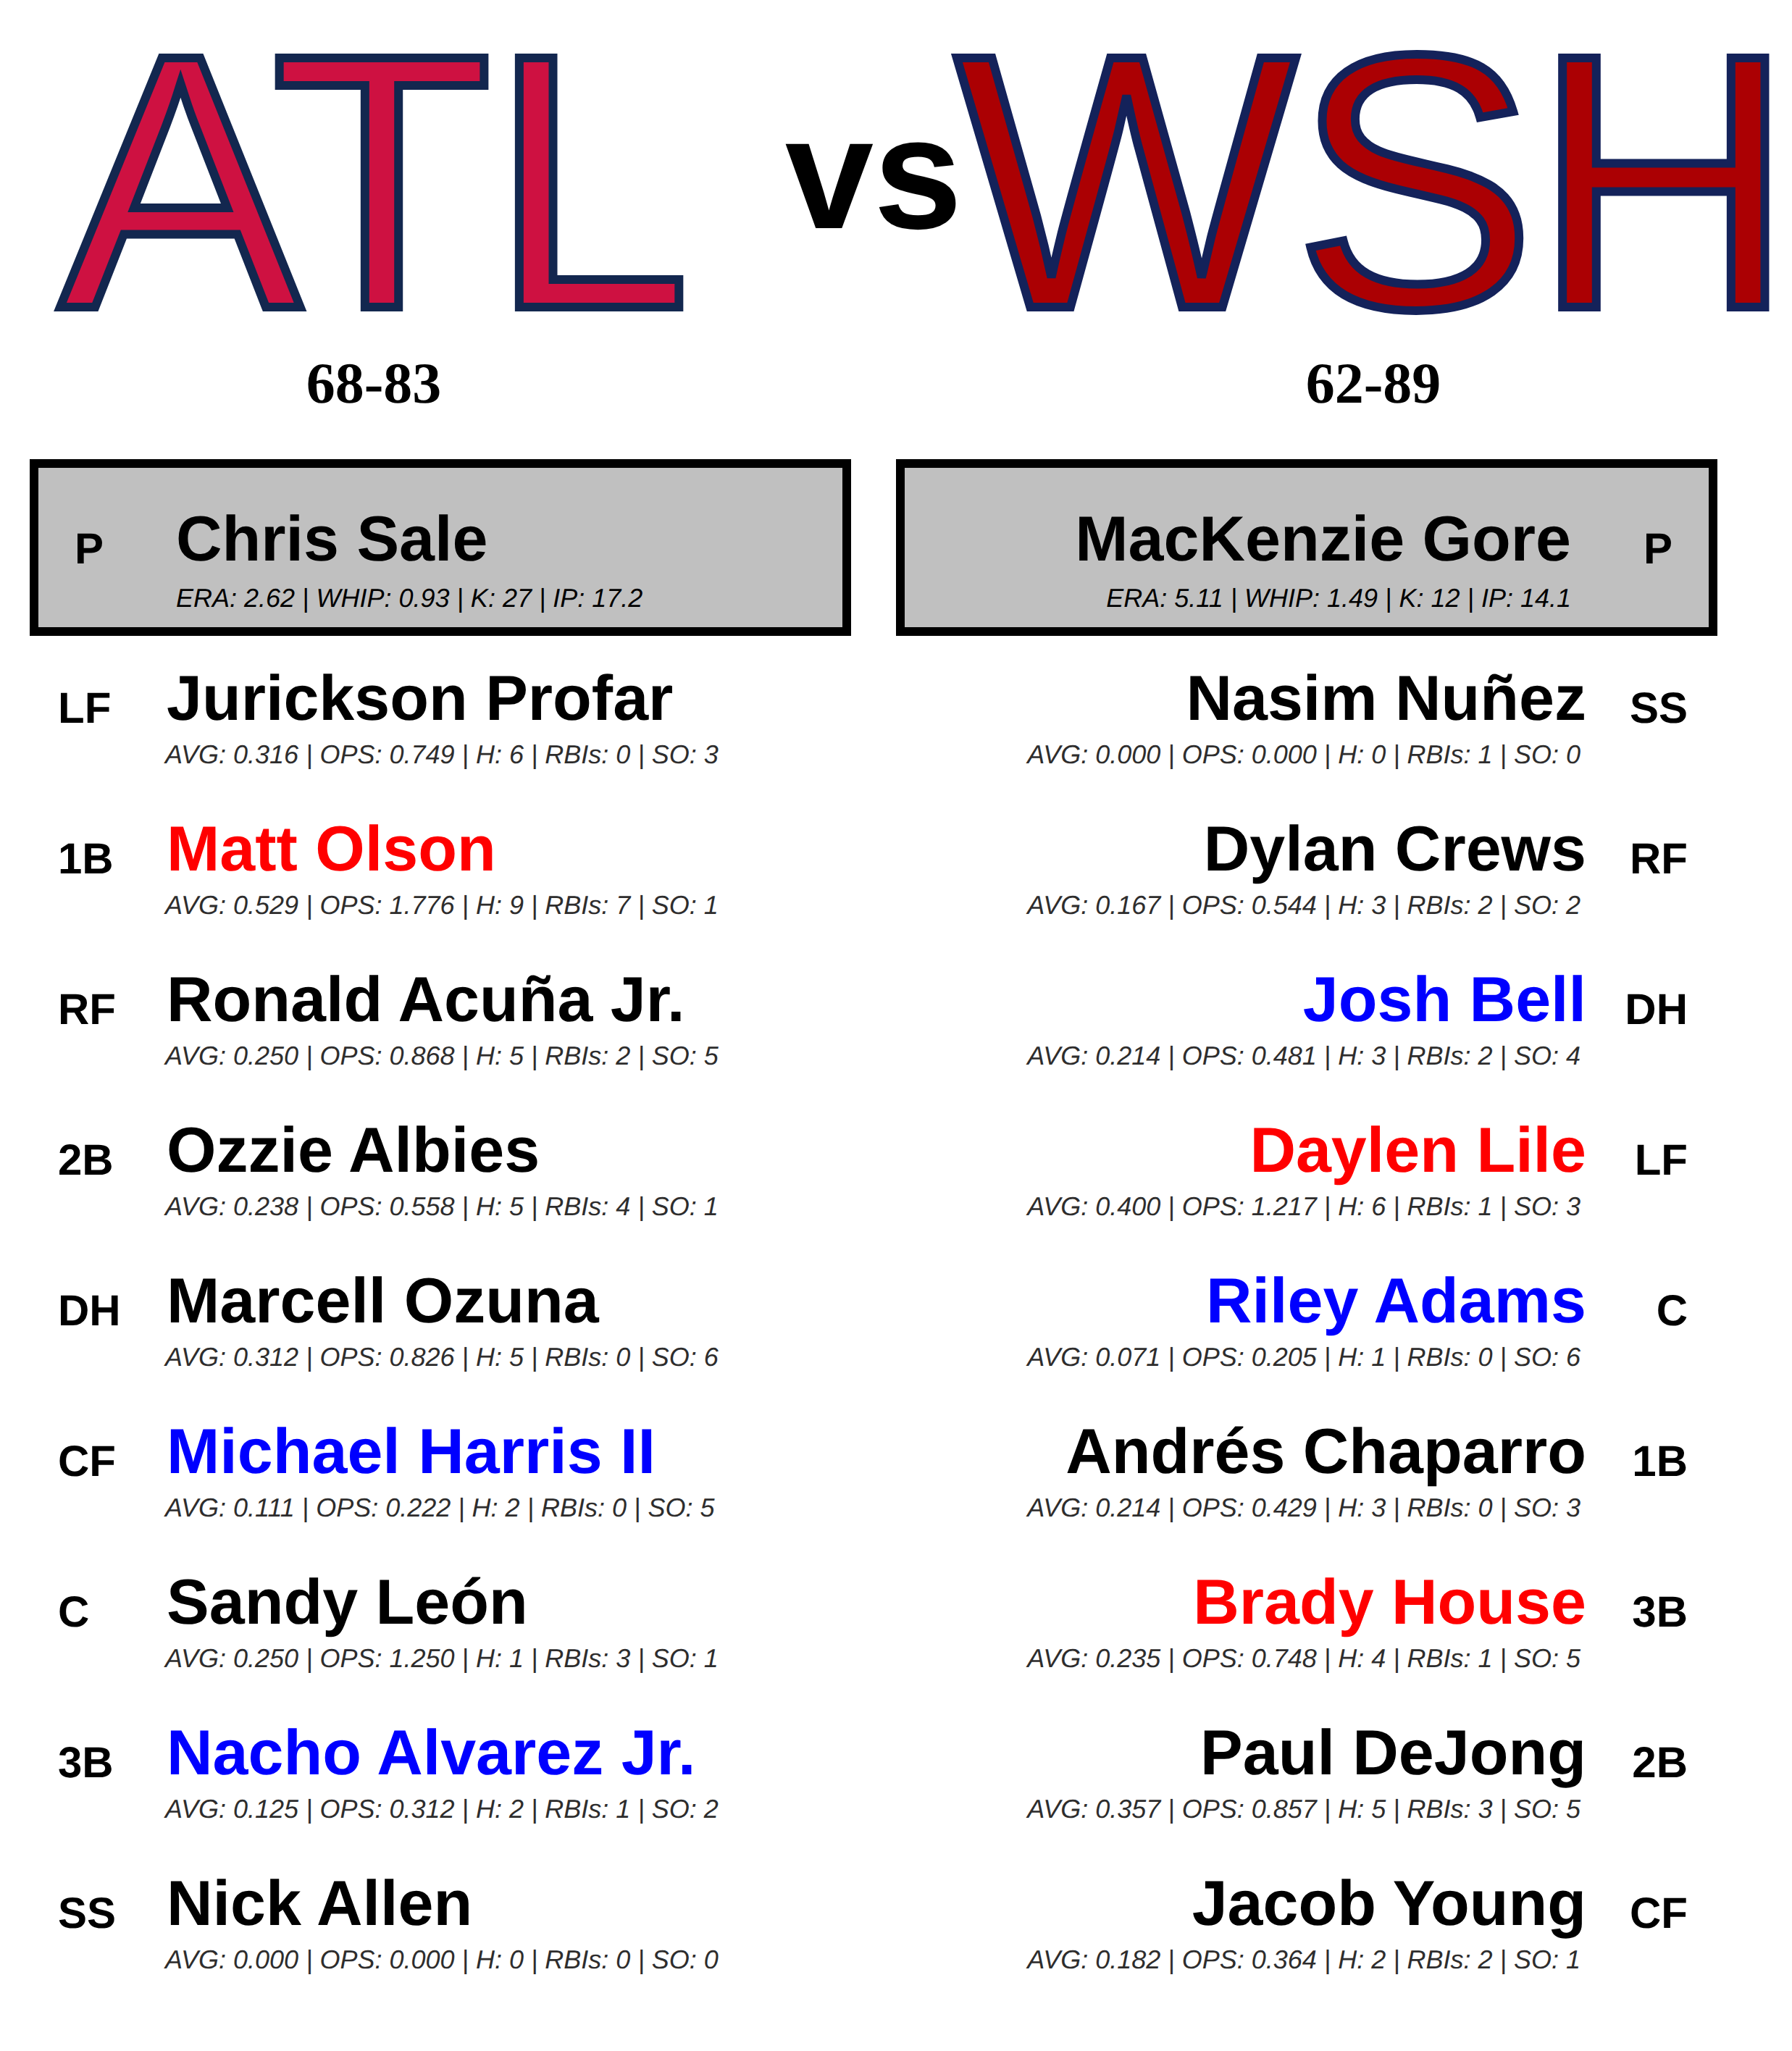 ATL vs WSH
68-83 62-89
P Chris Sale
ERA: 2.62 | WHIP: 0.93 | K: 27 | IP: 17.2
MacKenzie Gore P
ERA: 5.11 | WHIP: 1.49 | K: 12 | IP: 14.1
LF Jurickson Profar
AVG: 0.316 | OPS: 0.749 | H: 6 | RBIs: 0 | SO: 3
1B Matt Olson
AVG: 0.529 | OPS: 1.776 | H: 9 | RBIs: 7 | SO: 1
RF Ronald Acuña Jr.
AVG: 0.250 | OPS: 0.868 | H: 5 | RBIs: 2 | SO: 5
2B Ozzie Albies
AVG: 0.238 | OPS: 0.558 | H: 5 | RBIs: 4 | SO: 1
DH Marcell Ozuna
AVG: 0.312 | OPS: 0.826 | H: 5 | RBIs: 0 | SO: 6
CF Michael Harris II
AVG: 0.111 | OPS: 0.222 | H: 2 | RBIs: 0 | SO: 5
C Sandy León
AVG: 0.250 | OPS: 1.250 | H: 1 | RBIs: 3 | SO: 1
3B Nacho Alvarez Jr.
AVG: 0.125 | OPS: 0.312 | H: 2 | RBIs: 1 | SO: 2
SS Nick Allen
AVG: 0.000 | OPS: 0.000 | H: 0 | RBIs: 0 | SO: 0
Nasim Nuñez SS
AVG: 0.000 | OPS: 0.000 | H: 0 | RBIs: 1 | SO: 0
Dylan Crews RF
AVG: 0.167 | OPS: 0.544 | H: 3 | RBIs: 2 | SO: 2
Josh Bell DH
AVG: 0.214 | OPS: 0.481 | H: 3 | RBIs: 2 | SO: 4
Daylen Lile LF
AVG: 0.400 | OPS: 1.217 | H: 6 | RBIs: 1 | SO: 3
Riley Adams C
AVG: 0.071 | OPS: 0.205 | H: 1 | RBIs: 0 | SO: 6
Andrés Chaparro 1B
AVG: 0.214 | OPS: 0.429 | H: 3 | RBIs: 0 | SO: 3
Brady House 3B
AVG: 0.235 | OPS: 0.748 | H: 4 | RBIs: 1 | SO: 5
Paul DeJong 2B
AVG: 0.357 | OPS: 0.857 | H: 5 | RBIs: 3 | SO: 5
Jacob Young CF
AVG: 0.182 | OPS: 0.364 | H: 2 | RBIs: 2 | SO: 1